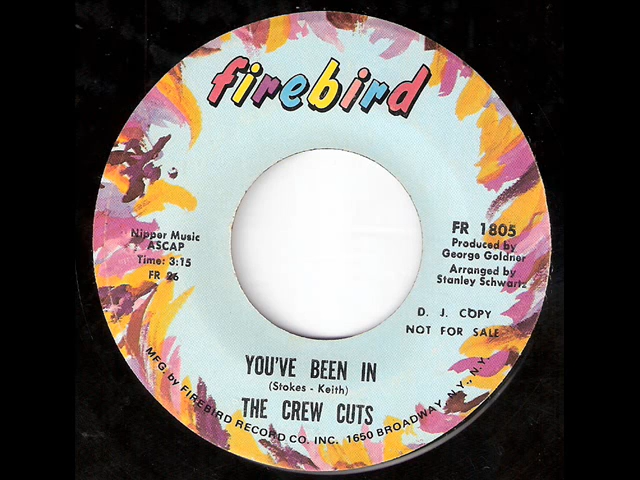 firebird
Nipper Music
ASCAP
Time: 3:15
FR 26
FR 1805
Produced by
George Goldner
Arranged by
Stanley Schwartz
D. J. COPY
NOT FOR SALE
YOU'VE BEEN IN
(Stokes - Keith)
THE CREW CUTS
MFG. by FIREBIRD RECORD CO. INC. 1650 BROADWAY, N.Y., N.Y.